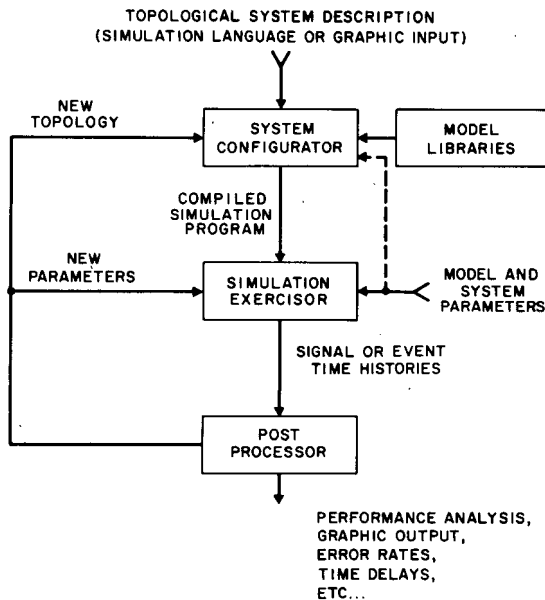 TOPOLOGICAL SYSTEM DESCRIPTION
(SIMULATION LANGUAGE OR GRAPHIC INPUT)
NEW
TOPOLOGY
SYSTEM
CONFIGURATOR
MODEL
LIBRARIES
COMPILED
SIMULATION
PROGRAM
NEW
PARAMETERS
SIMULATION
EXERCISOR
MODEL AND
SYSTEM
PARAMETERS
SIGNAL OR EVENT
TIME HISTORIES
POST
PROCESSOR
PERFORMANCE ANALYSIS,
GRAPHIC OUTPUT,
ERROR RATES,
TIME DELAYS,
ETC...